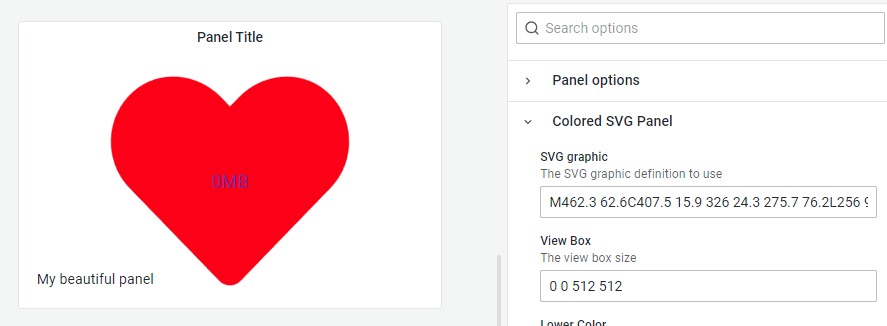 Panel Title
0MB
My beautiful panel
Search options
Panel options
Colored SVG Panel
SVG graphic
The SVG graphic definition to use
M462.3 62.6C407.5 15.9 326 24.3 275.7 76.2L256 9
View Box
The view box size
0 0 512 512
Lower Color